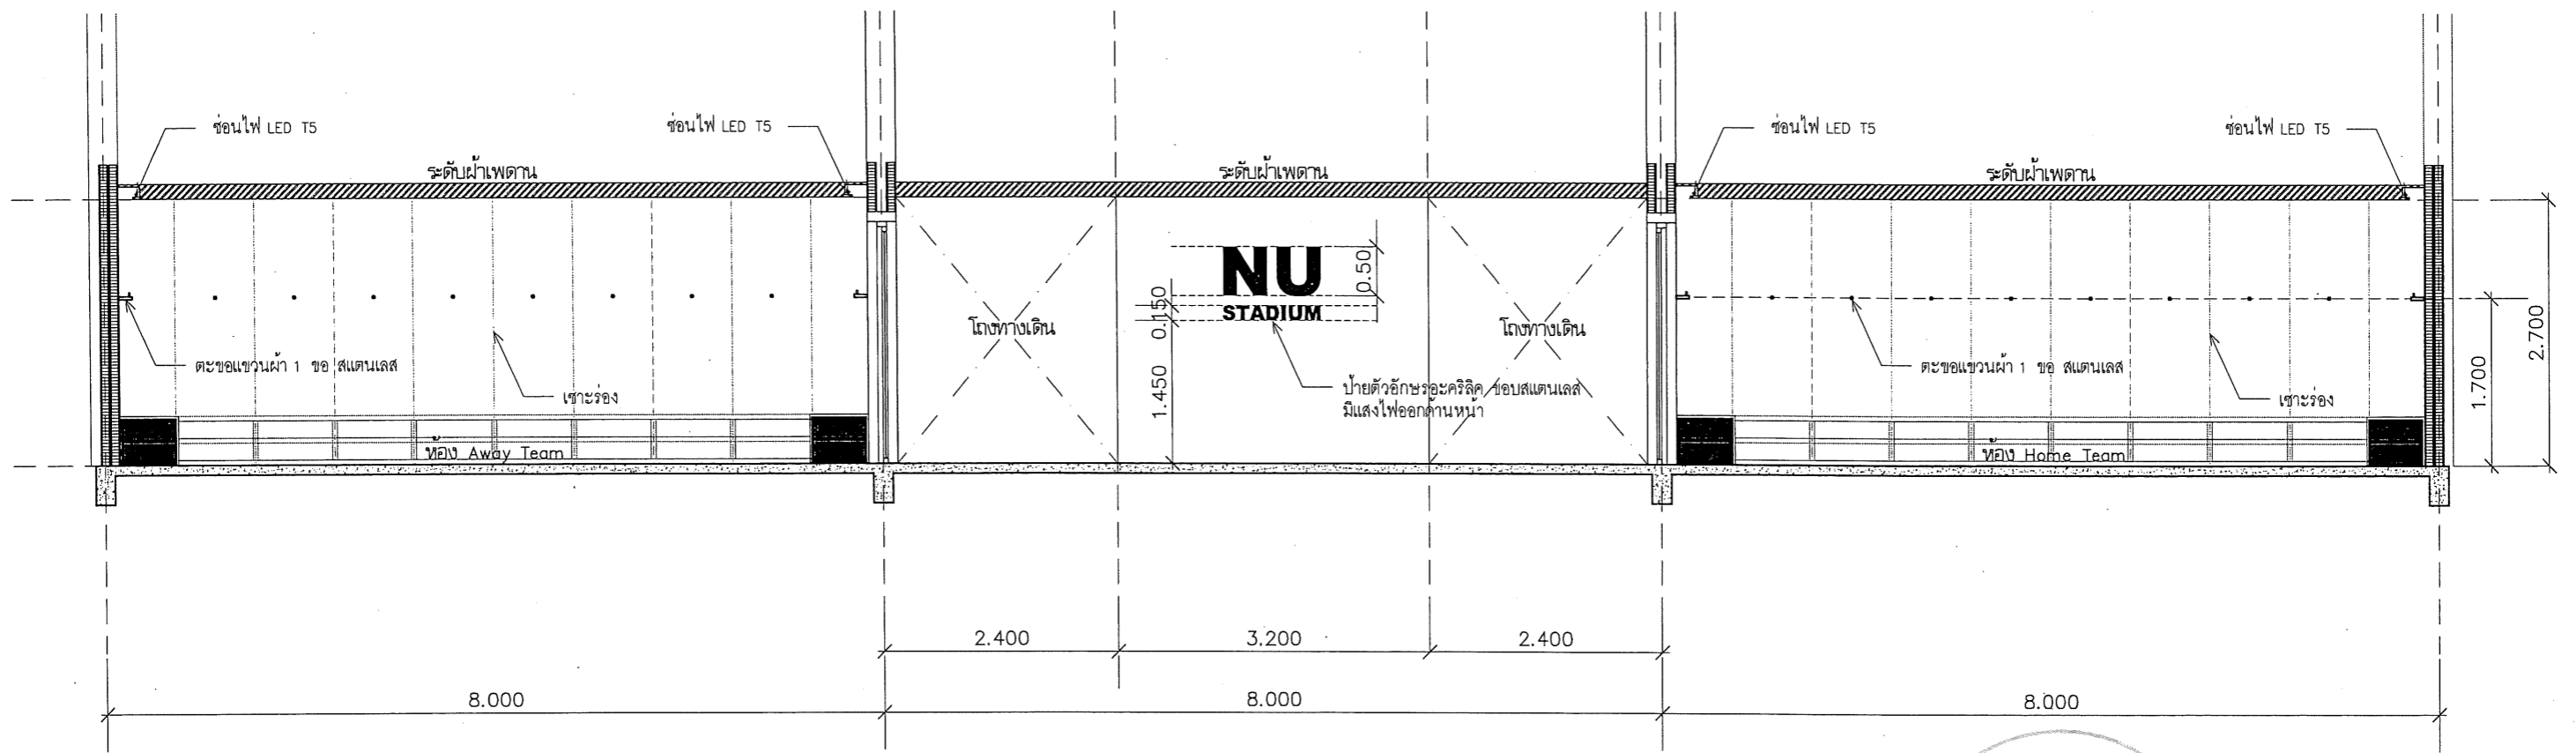 ซ่อนไฟ LED T5
ซ่อนไฟ LED T5
ซ่อนไฟ LED T5
ซ่อนไฟ LED T5
ระดับฝ้าเพดาน
ระดับฝ้าเพดาน
ระดับฝ้าเพดาน
NU
STADIUM
0.50
0.150
1.450
โถงทางเดิน
โถงทางเดิน
ตะขอแขวนผ้า 1 ขอ สแตนเลส
เซาะร่อง
ป้ายตัวอักษรอะคริลิค ขอบสแตนเลส
มีแสงไฟออกด้านหน้า
ตะขอแขวนผ้า 1 ขอ สแตนเลส
เซาะร่อง
1.700
2.700
ห้อง Away Team
ห้อง Home Team
2.400
3.200
2.400
8.000
8.000
8.000